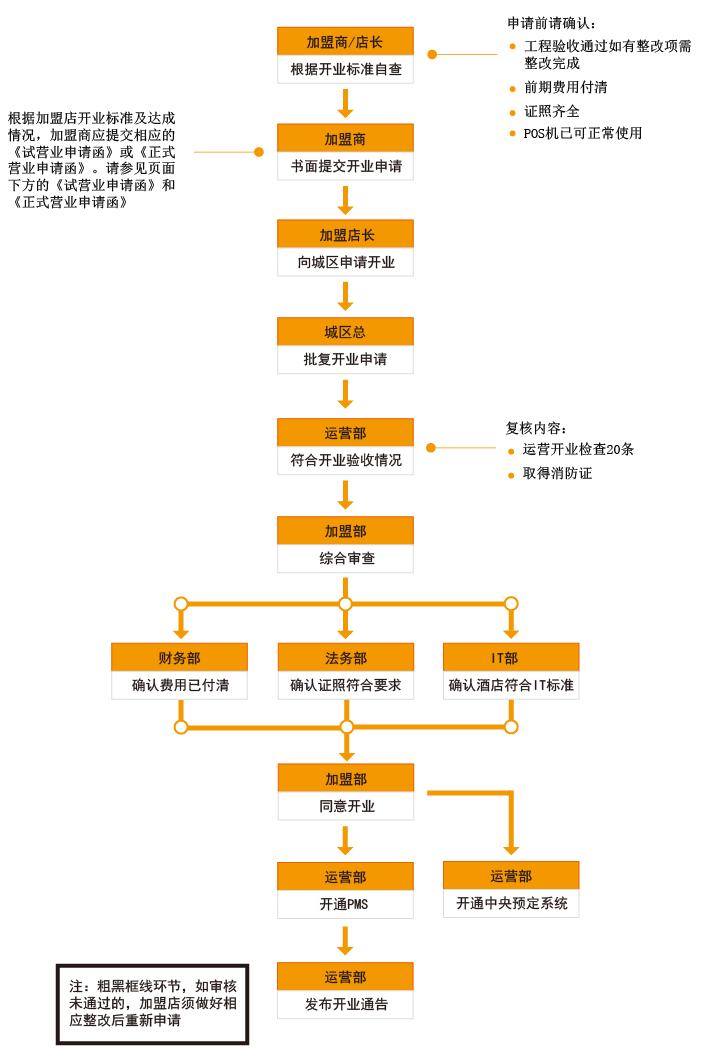 申请前请确认：
工程验收通过如有整改项需
整改完成
前期费用付清
证照齐全
POS机已可正常使用
加盟商/店长
根据开业标准自查
根据加盟店开业标准及达成
情况，加盟商应提交相应的
《试营业申请函》或《正式
营业申请函》。请参见页面
下方的《试营业申请函》和
《正式营业申请函》
加盟商
书面提交开业申请
加盟店长
向城区申请开业
城区总
批复开业申请
运营部
符合开业验收情况
复核内容：
运营开业检查20条
取得消防证
加盟部
综合审查
财务部
确认费用已付清
法务部
确认证照符合要求
IT部
确认酒店符合IT标准
加盟部
同意开业
运营部
开通PMS
运营部
开通中央预定系统
运营部
发布开业通告
注：粗黑框线环节，如审核
未通过的，加盟店须做好相
应整改后重新申请